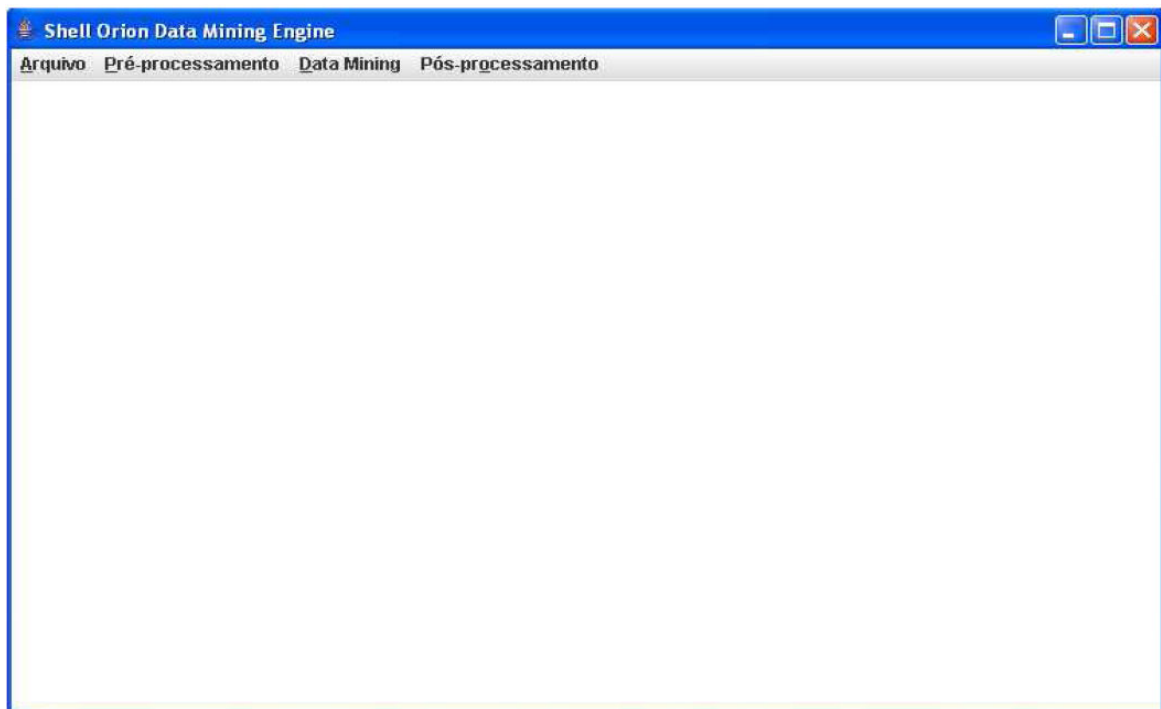 Shell Orion Data Mining Engine
Arquivo Pré-processamento Data Mining Pós-processamento